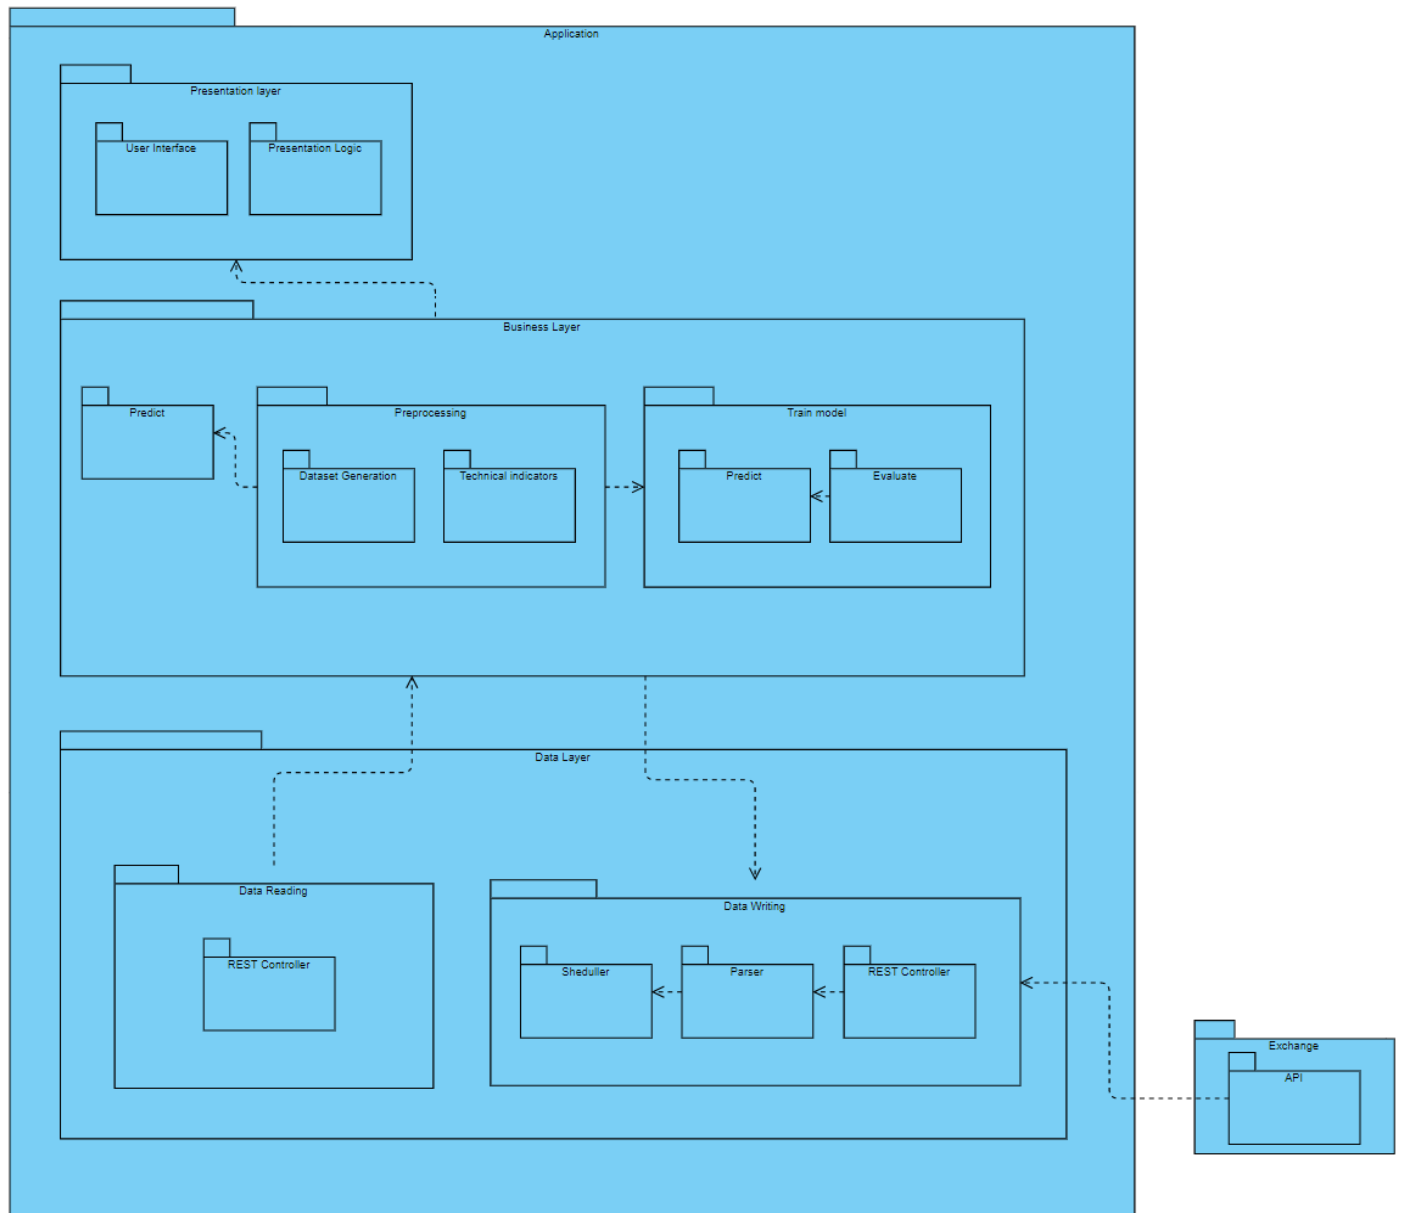 Application
Presentation layer
User Interface
Presentation Logic
Business Layer
Predict
Preprocessing
Dataset Generation
Technical indicators
Train model
Predict
Evaluate
Data Layer
Data Reading
REST Controller
Data Writing
Sheduller
Parser
REST Controller
Exchange
API